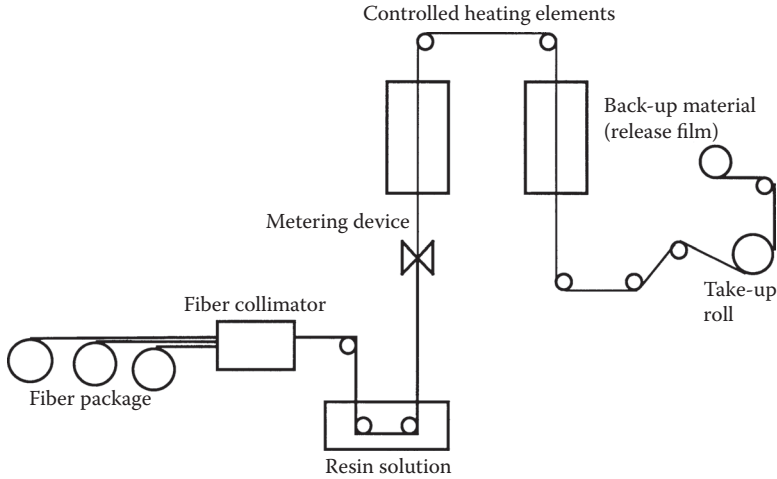 Controlled heating elements
Back-up material
(release film)
Metering device
Take-up
roll
Fiber collimator
Fiber package
Resin solution